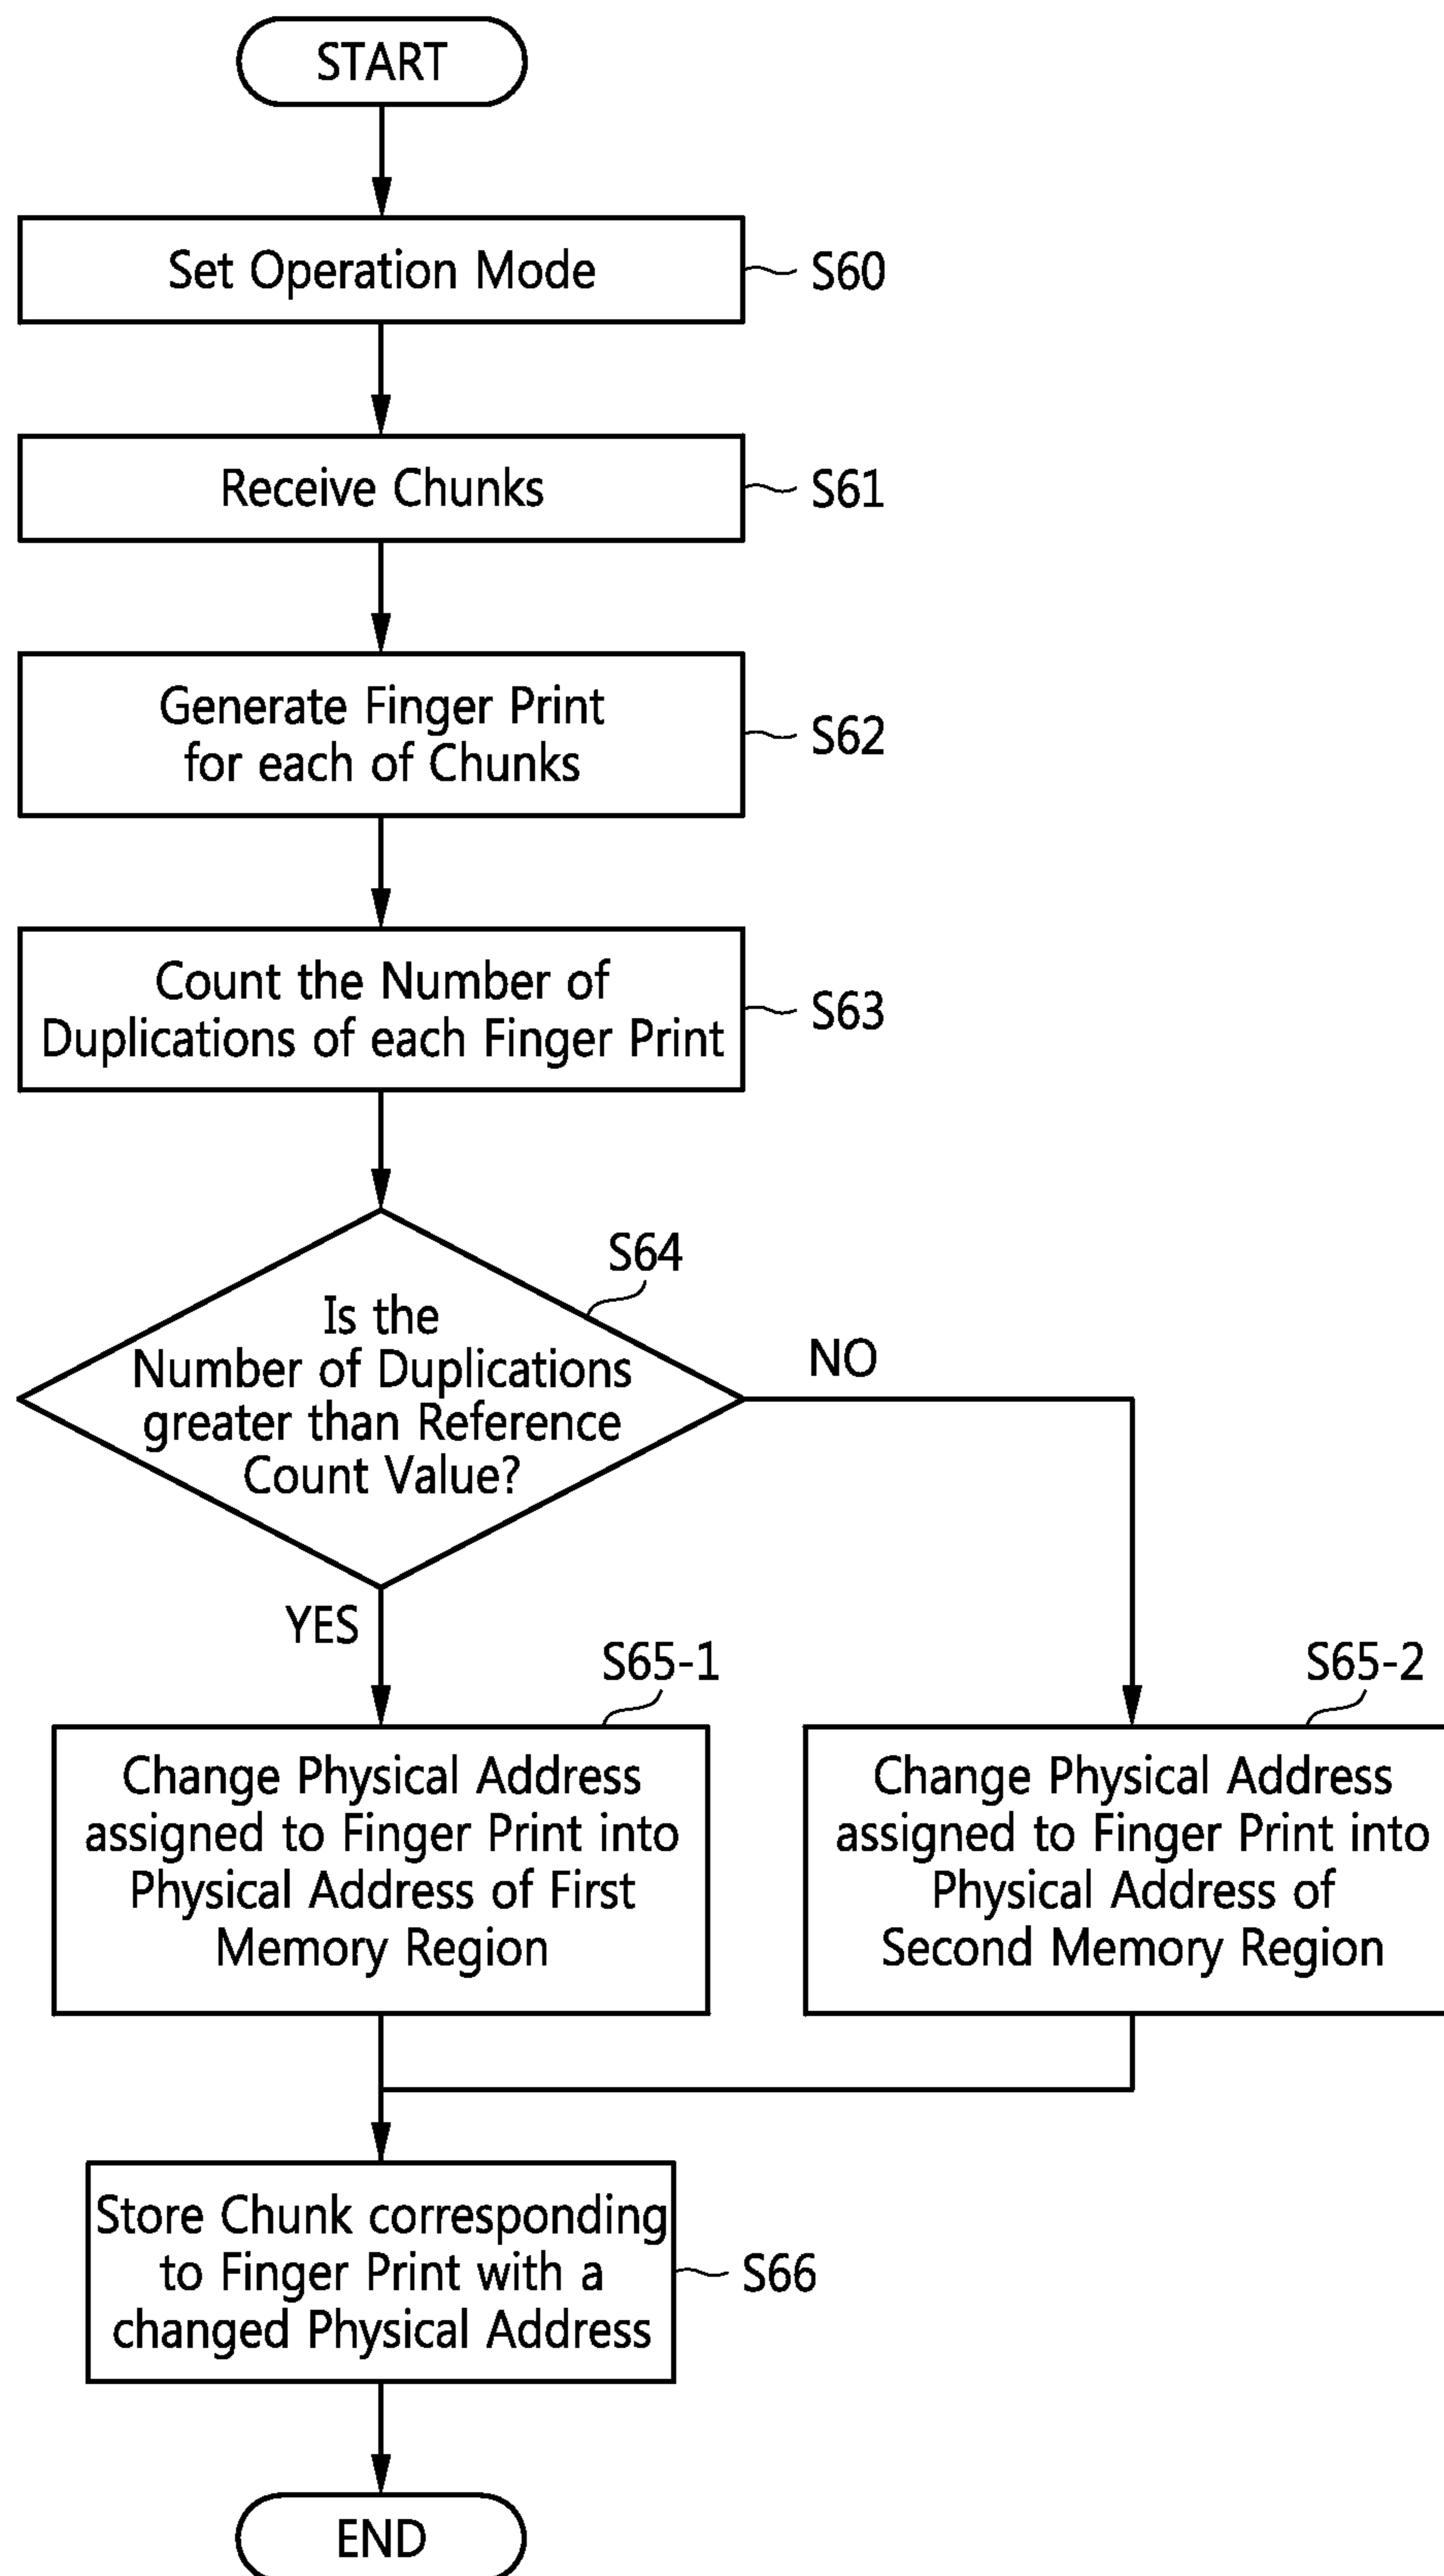 START
Set Operation Mode
S60
Receive Chunks
S61
Generate Finger Print
for each of Chunks
S62
Count the Number of
Duplications of each Finger Print
S63
S64
Is the
Number of Duplications
greater than Reference
Count Value?
NO
YES
S65-1
Change Physical Address
assigned to Finger Print into
Physical Address of First
Memory Region
S65-2
Change Physical Address
assigned to Finger Print into
Physical Address of
Second Memory Region
Store Chunk corresponding
to Finger Print with a
changed Physical Address
S66
END